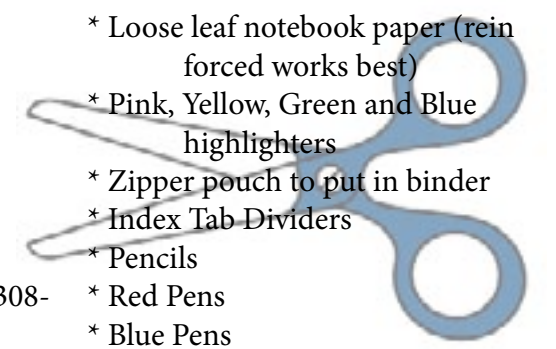 * Loose leaf notebook paper (rein
forced works best)
* Pink, Yellow, Green and Blue
highlighters
* Zipper pouch to put in binder
* Index Tab Dividers
* Pencils
308- * Red Pens
* Blue Pens